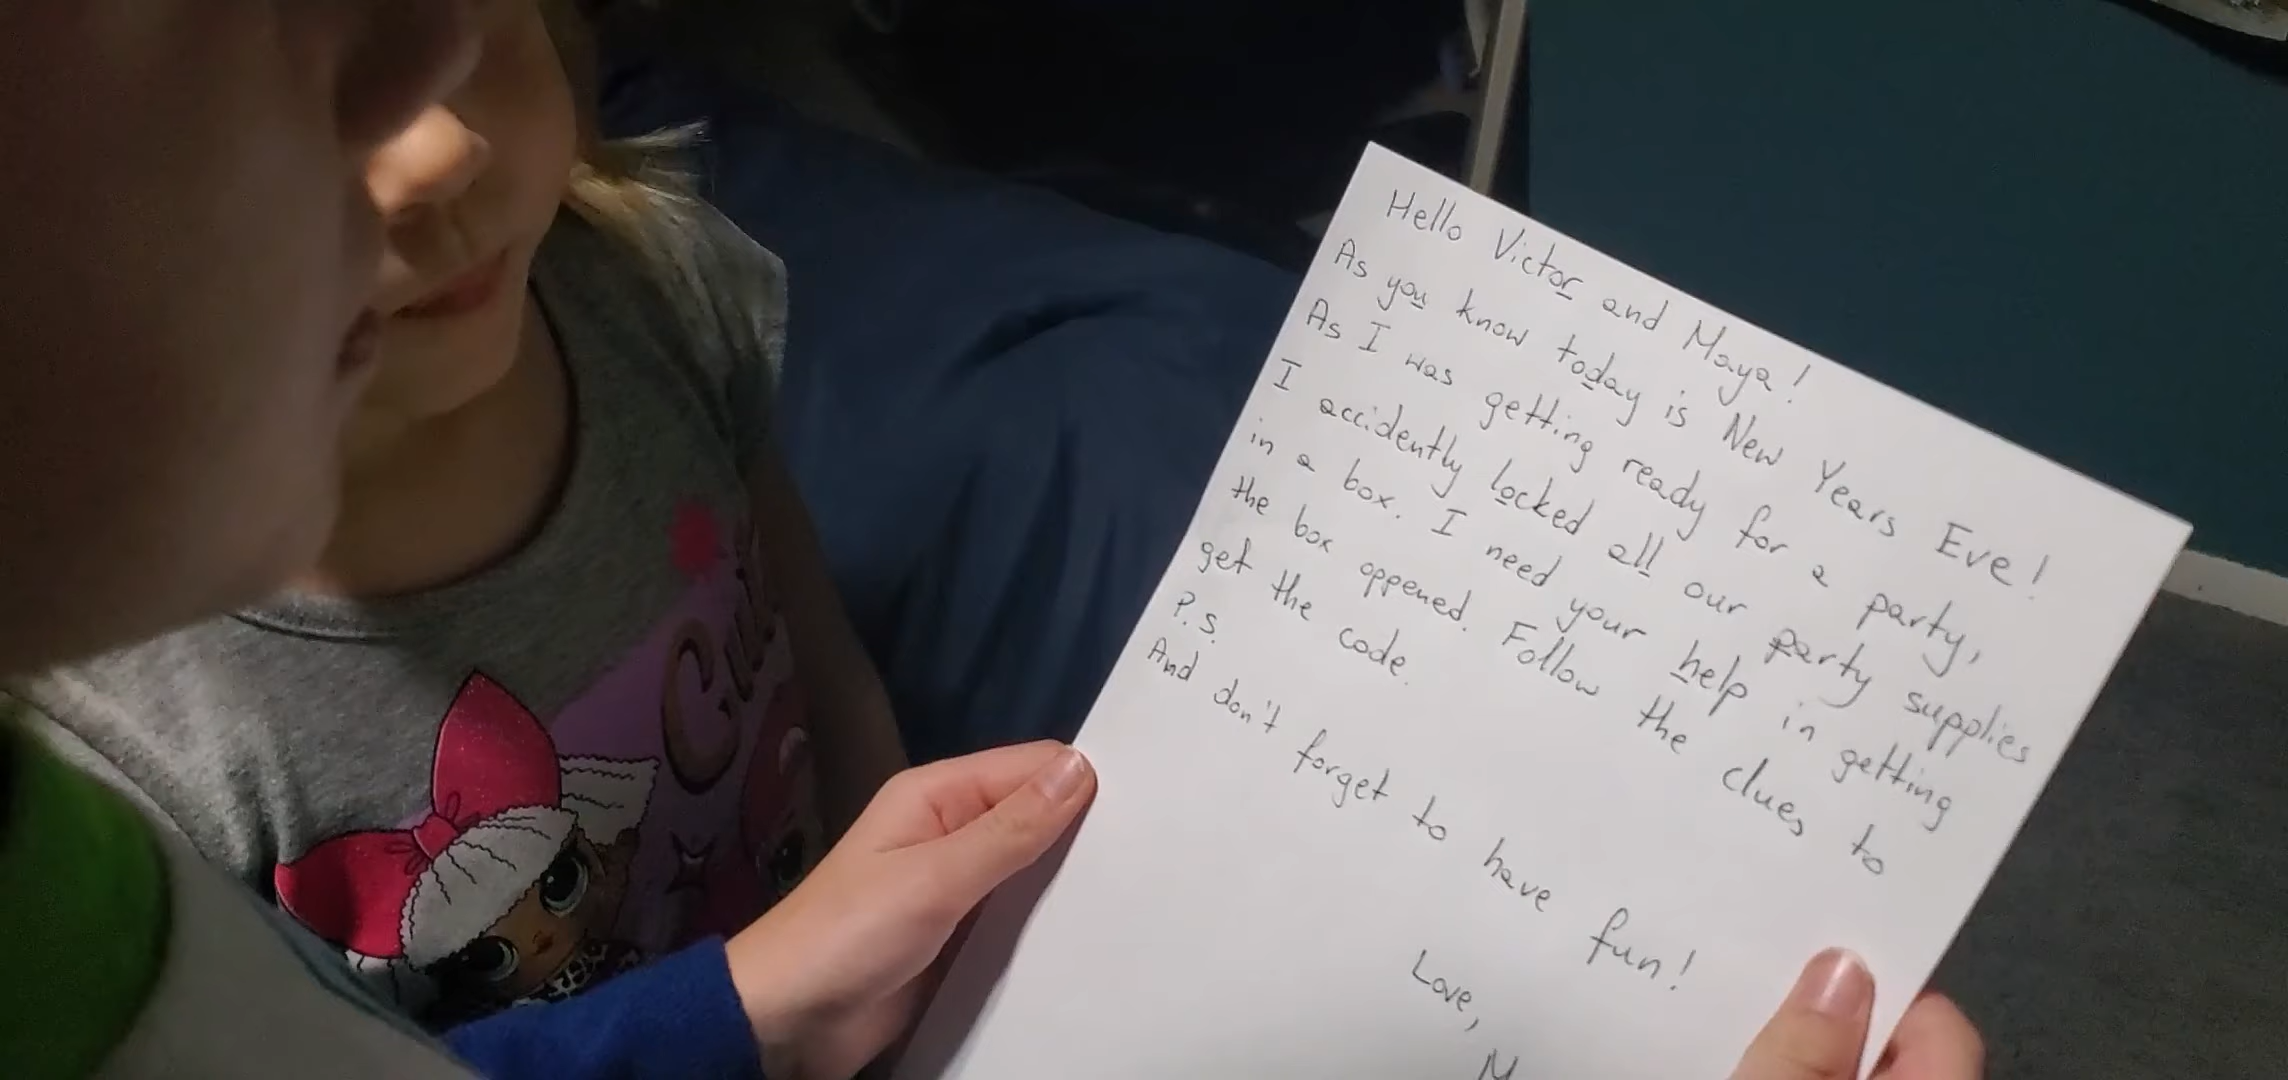 Hello Victor and Maya!
As you know today is New Years Eve!
As I was getting ready for a party,
I accidently locked all our party supplies
in a box. I need your help in getting
the box oppened. Follow the clues to
get the code.
P.S.
And don't forget to have fun!
Love,
M